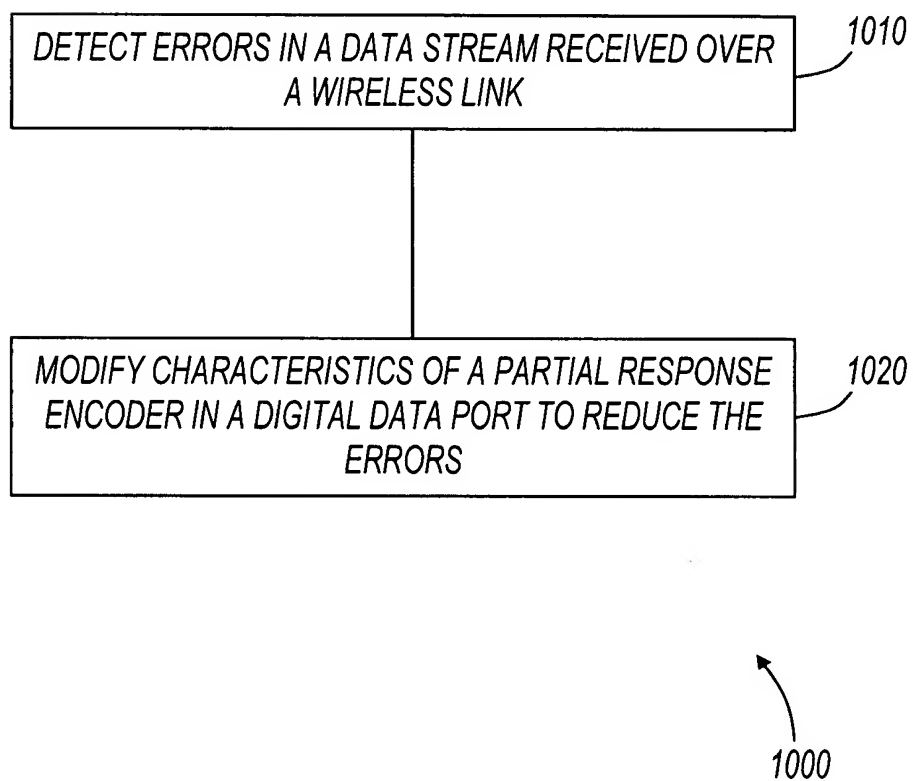 DETECT ERRORS IN A DATA STREAM RECEIVED OVER
A WIRELESS LINK
1010
MODIFY CHARACTERISTICS OF A PARTIAL RESPONSE
ENCODER IN A DIGITAL DATA PORT TO REDUCE THE
ERRORS
1020
1000